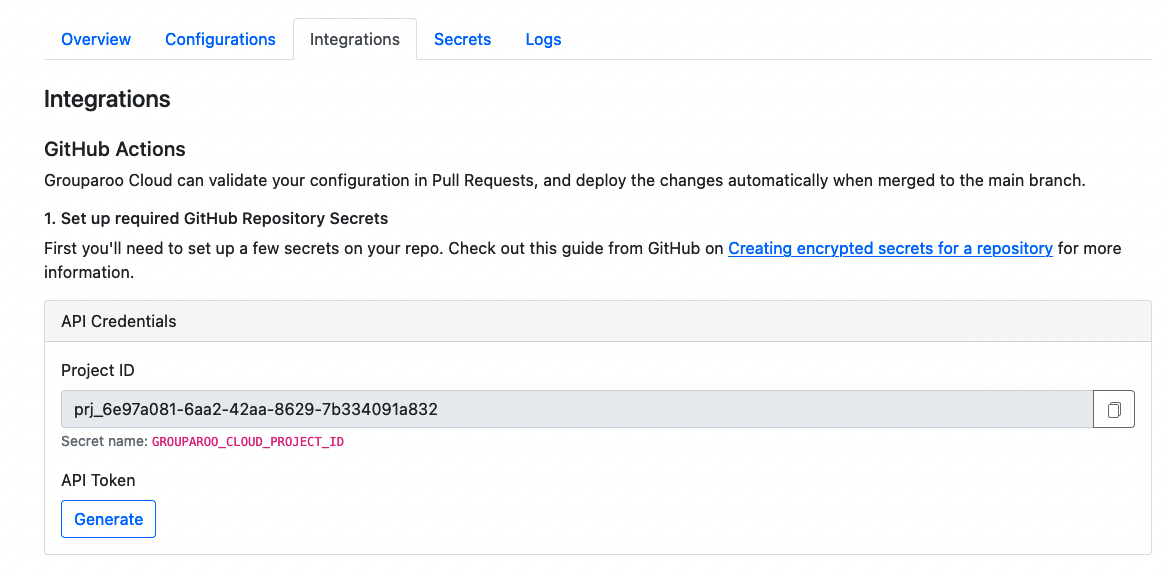 Overview Configurations Integrations Secrets Logs
Integrations
GitHub Actions
Grouparoo Cloud can validate your configuration in Pull Requests, and deploy the changes automatically when merged to the main branch.
1. Set up required GitHub Repository Secrets
First you'll need to set up a few secrets on your repo. Check out this guide from GitHub on Creating encrypted secrets for a repository for more
information.
API Credentials
Project ID
prj_6e97a081-6aa2-42aa-8629-7b334091a832
Secret name: GROUPAROO_CLOUD_PROJECT_ID
API Token
Generate